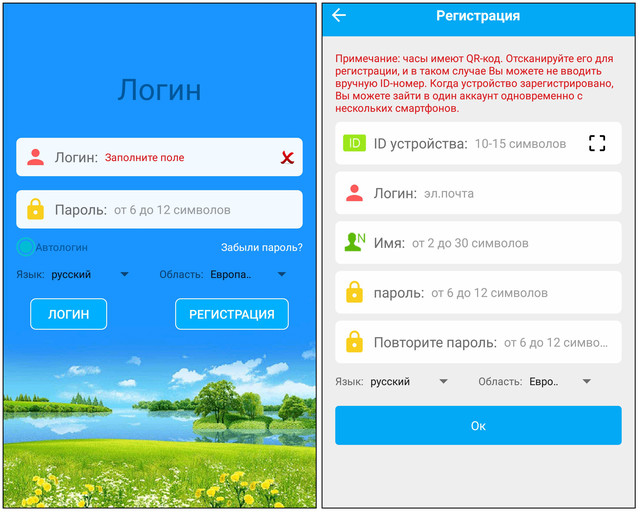 Логин
Логин: Заполните поле
Пароль: от 6 до 12 символов
Автологин Забыли пароль?
Язык: русский Область: Европа..
ЛОГИН РЕГИСТРАЦИЯ
Регистрация
Примечание: часы имеют QR-код. Отсканируйте его для
регистрации, и в таком случае Вы можете не вводить
вручную ID-номер. Когда устройство зарегистрировано,
Вы можете зайти в один аккаунт одновременно с
нескольких смартфонов.
ID ID устройства: 10-15 символов
Логин: эл.почта
N Имя: от 2 до 30 символов
пароль: от 6 до 12 символов
Повторите пароль: от 6 до 12 симво...
Язык: русский Область: Евро..
Ок